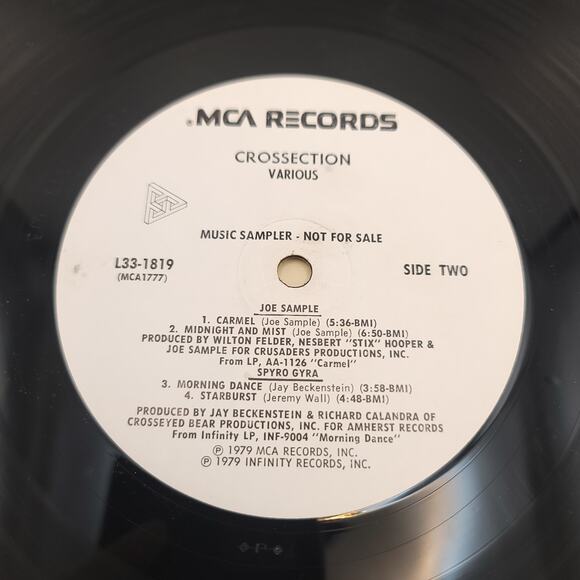 MCA RECORDS
CROSSECTION
VARIOUS
MUSIC SAMPLER - NOT FOR SALE
L33-1819 SIDE TWO
(MCA1777)
JOE SAMPLE
1. CARMEL (Joe Sample) (5:36-BMI)
2. MIDNIGHT AND MIST (Joe Sample) (6:50-BMI)
PRODUCED BY WILTON FELDER, NESBERT "STIX" HOOPER &
JOE SAMPLE FOR CRUSADERS PRODUCTIONS, INC.
From LP, AA-1126 "Carmel"
SPYRO GYRA
3. MORNING DANCE (Jay Beckenstein) (3:58-BMI)
4. STARBURST (Jeremy Wall) (4:48-BMI)
PRODUCED BY JAY BECKENSTEIN & RICHARD CALANDRA OF
CROSSEYED BEAR PRODUCTIONS, INC. FOR AMHERST RECORDS
From Infinity LP, INF-9004 "Morning Dance"
℗ 1979 MCA RECORDS, INC.
℗ 1979 INFINITY RECORDS, INC.
P